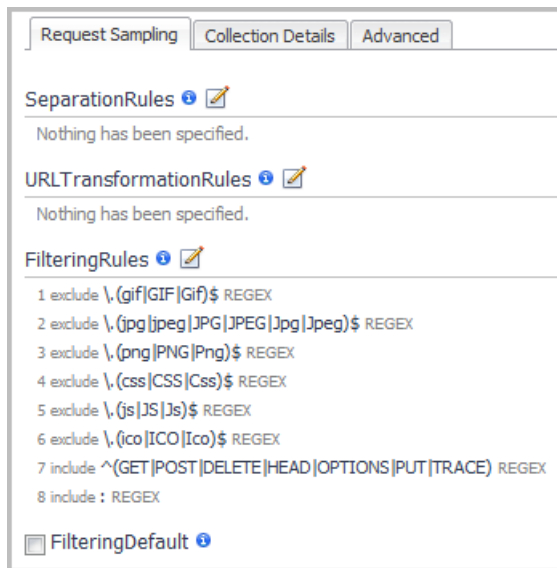 Request Sampling Collection Details Advanced
SeparationRules
Nothing has been specified.
URLTransformationRules
Nothing has been specified.
FilteringRules
1 exclude \.(gif|GIF|Gif)$ REGEX
2 exclude \.(jpg|jpeg|JPG|JPEG|Jpg|Jpeg)$ REGEX
3 exclude \.(png|PNG|Png)$ REGEX
4 exclude \.(css|CSS|Css)$ REGEX
5 exclude \.(js|JS|Js)$ REGEX
6 exclude \.(ico|ICO|Ico)$ REGEX
7 include ^(GET|POST|DELETE|HEAD|OPTIONS|PUT|TRACE) REGEX
8 include : REGEX
FilteringDefault